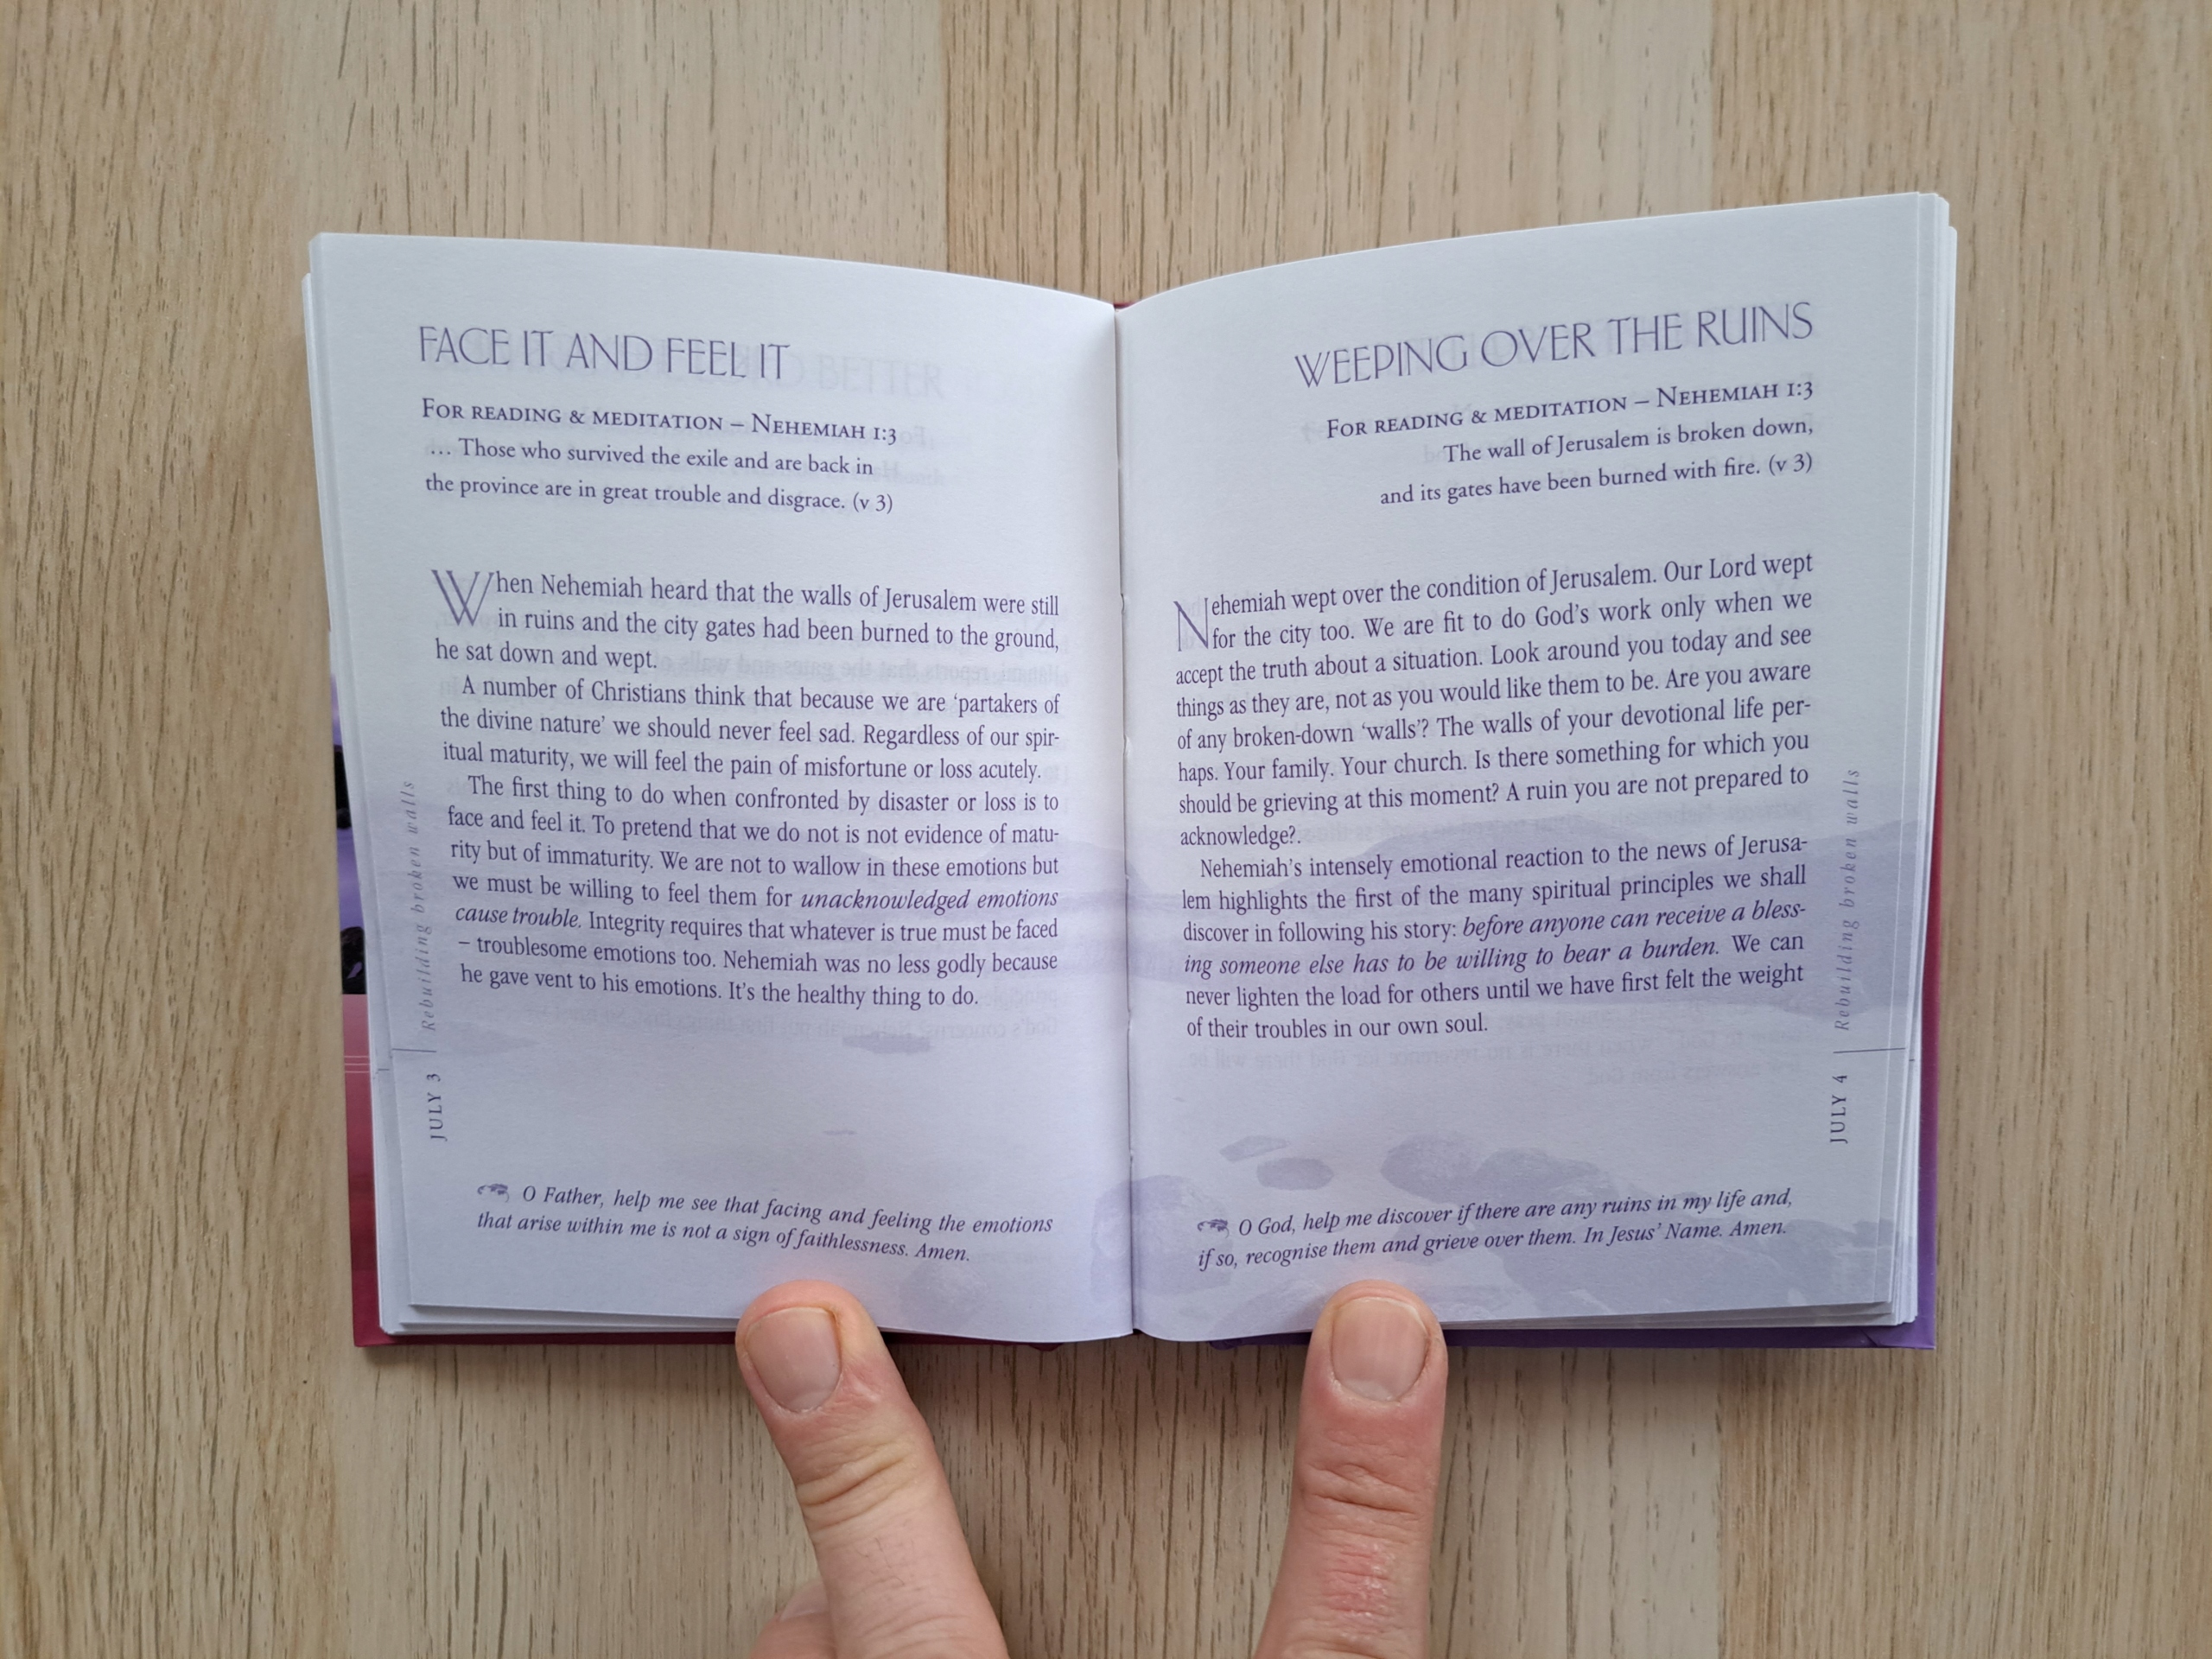 FACE IT AND FEEL IT
FOR READING & MEDITATION – NEHEMIAH 1:3
... Those who survived the exile and are back in
the province are in great trouble and disgrace. (v 3)
When Nehemiah heard that the walls of Jerusalem were still
in ruins and the city gates had been burned to the ground,
he sat down and wept.
A number of Christians think that because we are ‘partakers of
the divine nature’ we should never feel sad. Regardless of our spir-
itual maturity, we will feel the pain of misfortune or loss acutely.
The first thing to do when confronted by disaster or loss is to
face and feel it. To pretend that we do not is not evidence of matu-
rity but of immaturity. We are not to wallow in these emotions but
we must be willing to feel them for unacknowledged emotions
cause trouble. Integrity requires that whatever is true must be faced
– troublesome emotions too. Nehemiah was no less godly because
he gave vent to his emotions. It’s the healthy thing to do.
O Father, help me see that facing and feeling the emotions
that arise within me is not a sign of faithlessness. Amen.
JULY 3 | Rebuilding broken walls
WEEPING OVER THE RUINS
FOR READING & MEDITATION – NEHEMIAH 1:3
The wall of Jerusalem is broken down,
and its gates have been burned with fire. (v 3)
Nehemiah wept over the condition of Jerusalem. Our Lord wept
for the city too. We are fit to do God’s work only when we
accept the truth about a situation. Look around you today and see
things as they are, not as you would like them to be. Are you aware
of any broken-down ‘walls’? The walls of your devotional life per-
haps. Your family. Your church. Is there something for which you
should be grieving at this moment? A ruin you are not prepared to
acknowledge?.
Nehemiah’s intensely emotional reaction to the news of Jerusa-
lem highlights the first of the many spiritual principles we shall
discover in following his story: before anyone can receive a bless-
ing someone else has to be willing to bear a burden. We can
never lighten the load for others until we have first felt the weight
of their troubles in our own soul.
O God, help me discover if there are any ruins in my life and,
if so, recognise them and grieve over them. In Jesus’ Name. Amen.
JULY 4 | Rebuilding broken walls